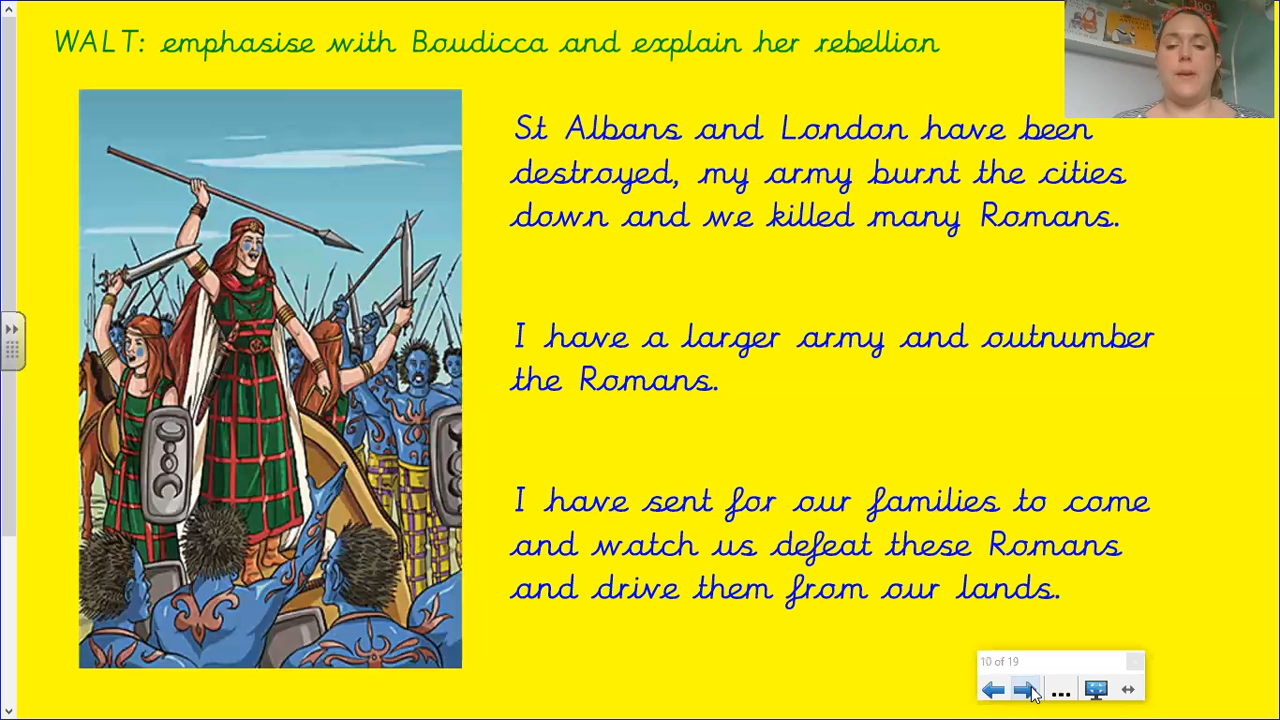 WALT: emphasise with Boudicca and explain her rebellion
St Albans and London have been
destroyed, my army burnt the cities
down and we killed many Romans.
I have a larger army and outnumber
the Romans.
I have sent for our families to come
and watch us defeat these Romans
and drive them from our lands.
10 of 19